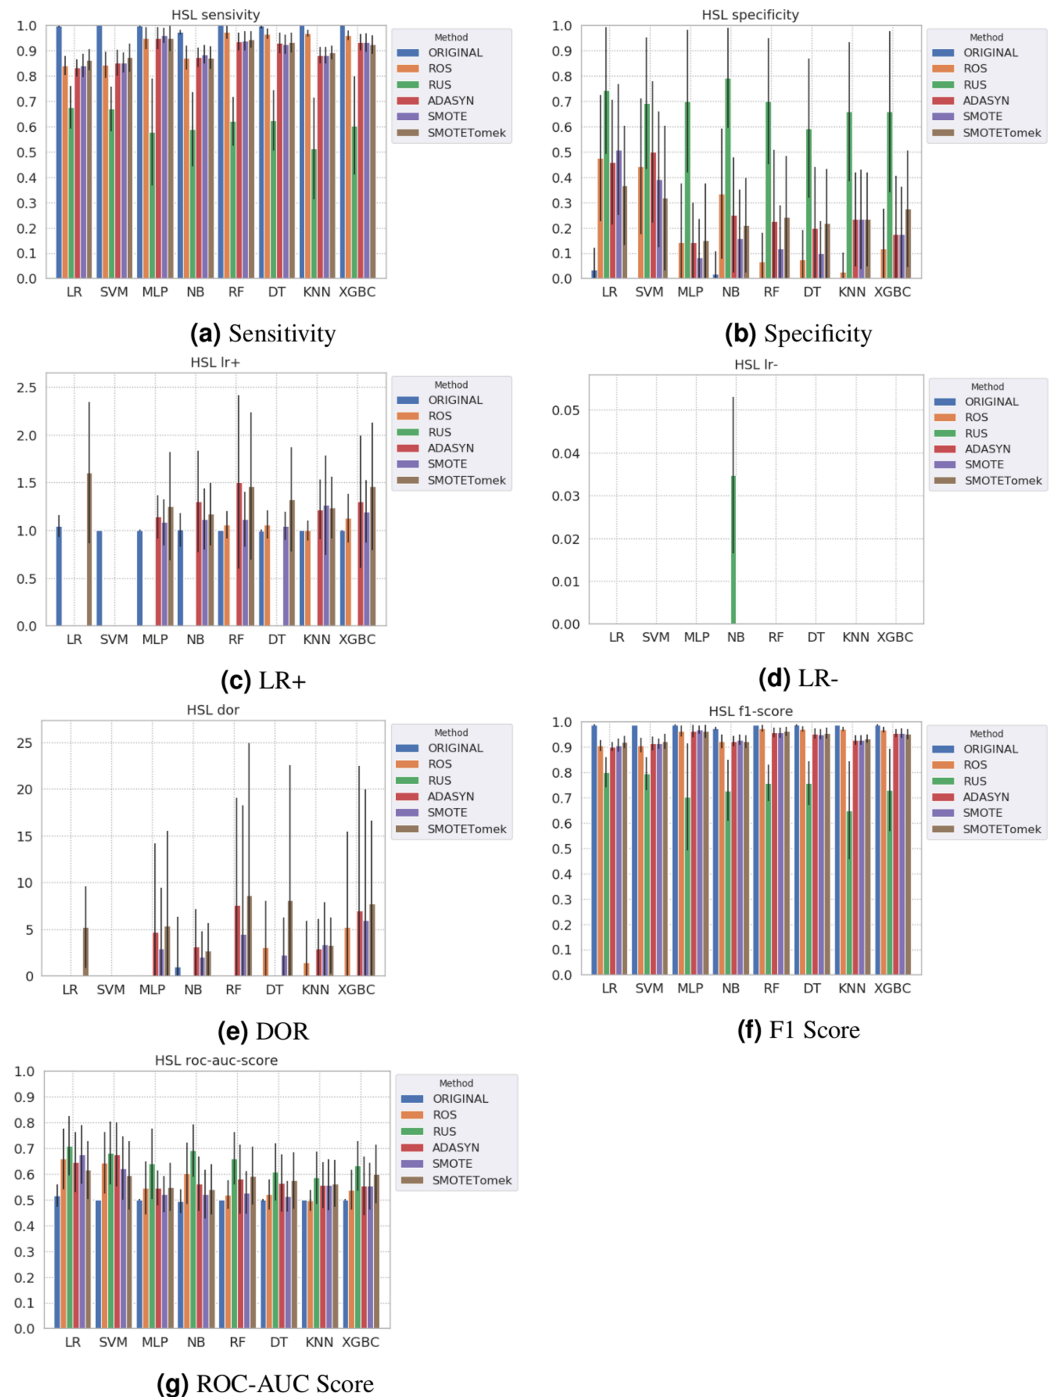 HSL sensitivity
1.0
0.9
0.8
0.7
0.6
0.5
0.4
0.3
0.2
0.1
0.0
LR SVM MLP NB RF DT KNN XGBC
Method
ORIGINAL
ROS
RUS
ADASYN
SMOTE
SMOTETomek
(a) Sensitivity
HSL specificity
1.0
0.9
0.8
0.7
0.6
0.5
0.4
0.3
0.2
0.1
0.0
LR SVM MLP NB RF DT KNN XGBC
Method
ORIGINAL
ROS
RUS
ADASYN
SMOTE
SMOTETomek
(b) Specificity
HSL lr+
2.5
2.0
1.5
1.0
0.5
0.0
LR SVM MLP NB RF DT KNN XGBC
Method
ORIGINAL
ROS
RUS
ADASYN
SMOTE
SMOTETomek
(c) LR+
HSL lr-
0.05
0.04
0.03
0.02
0.01
0.00
LR SVM MLP NB RF DT KNN XGBC
Method
ORIGINAL
ROS
RUS
ADASYN
SMOTE
SMOTETomek
(d) LR-
HSL dor
25
20
15
10
5
0
LR SVM MLP NB RF DT KNN XGBC
Method
ORIGINAL
ROS
RUS
ADASYN
SMOTE
SMOTETomek
(e) DOR
HSL f1-score
1.0
0.9
0.8
0.7
0.6
0.5
0.4
0.3
0.2
0.1
0.0
LR SVM MLP NB RF DT KNN XGBC
Method
ORIGINAL
ROS
RUS
ADASYN
SMOTE
SMOTETomek
(f) F1 Score
HSL roc-auc-score
1.0
0.9
0.8
0.7
0.6
0.5
0.4
0.3
0.2
0.1
0.0
LR SVM MLP NB RF DT KNN XGBC
Method
ORIGINAL
ROS
RUS
ADASYN
SMOTE
SMOTETomek
(g) ROC-AUC Score